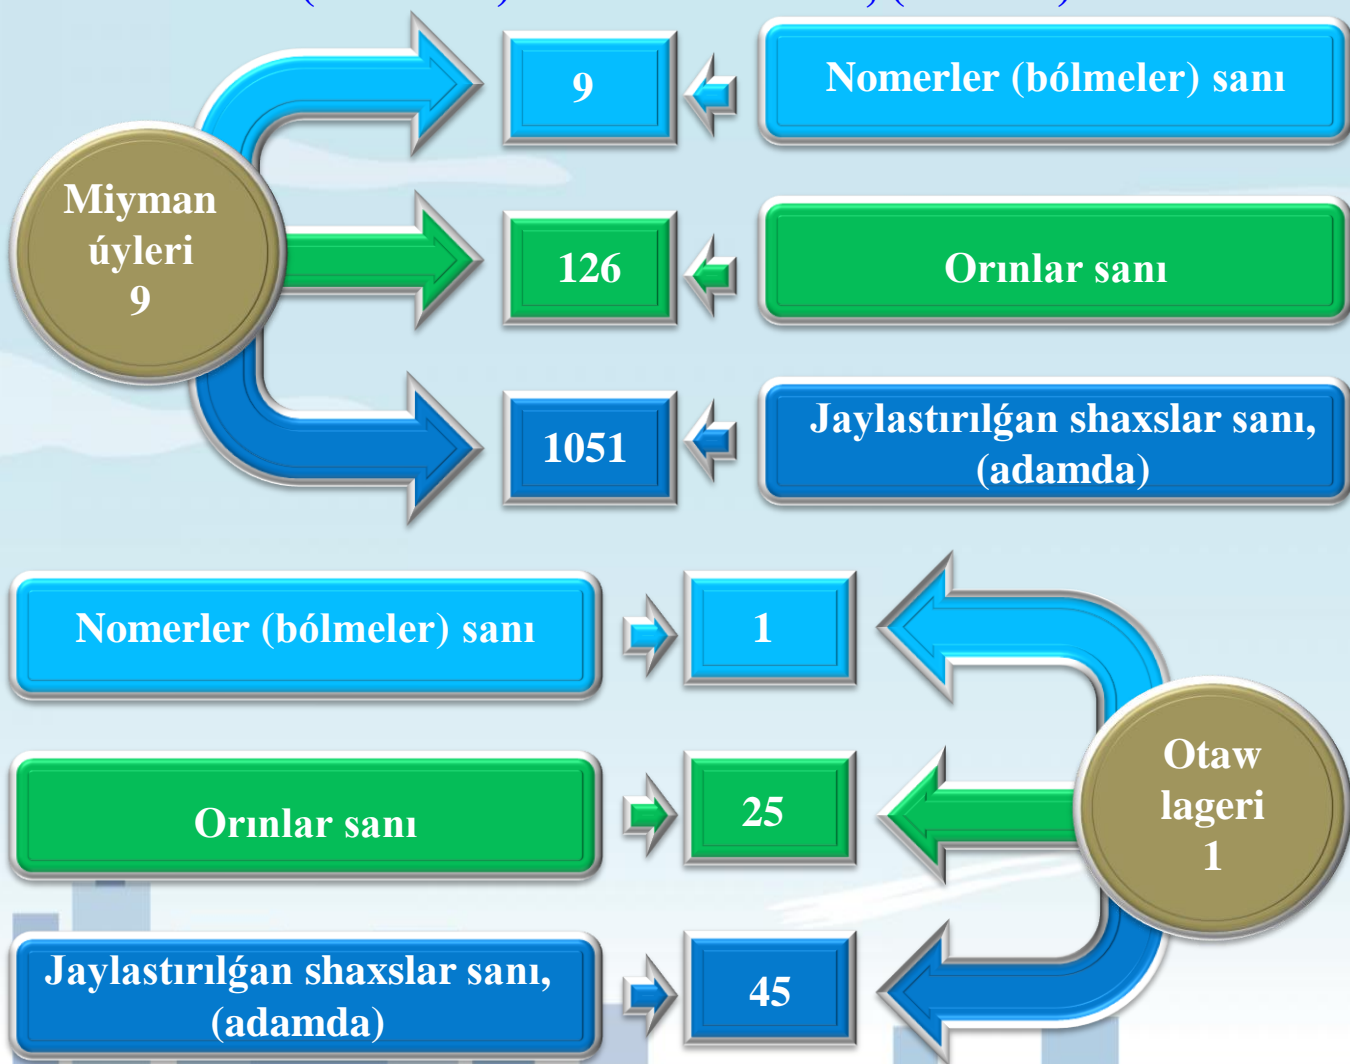 Miyman
úyleri
9
9
Nomerler (bólmeler) sanı
126
Orınlar sanı
1051
Jaylastırılǵan shaxslar sanı,
(adamda)
Nomerler (bólmeler) sanı
1
Orınlar sanı
25
Jaylastırılǵan shaxslar sanı,
(adamda)
45
Otaw
lageri
1